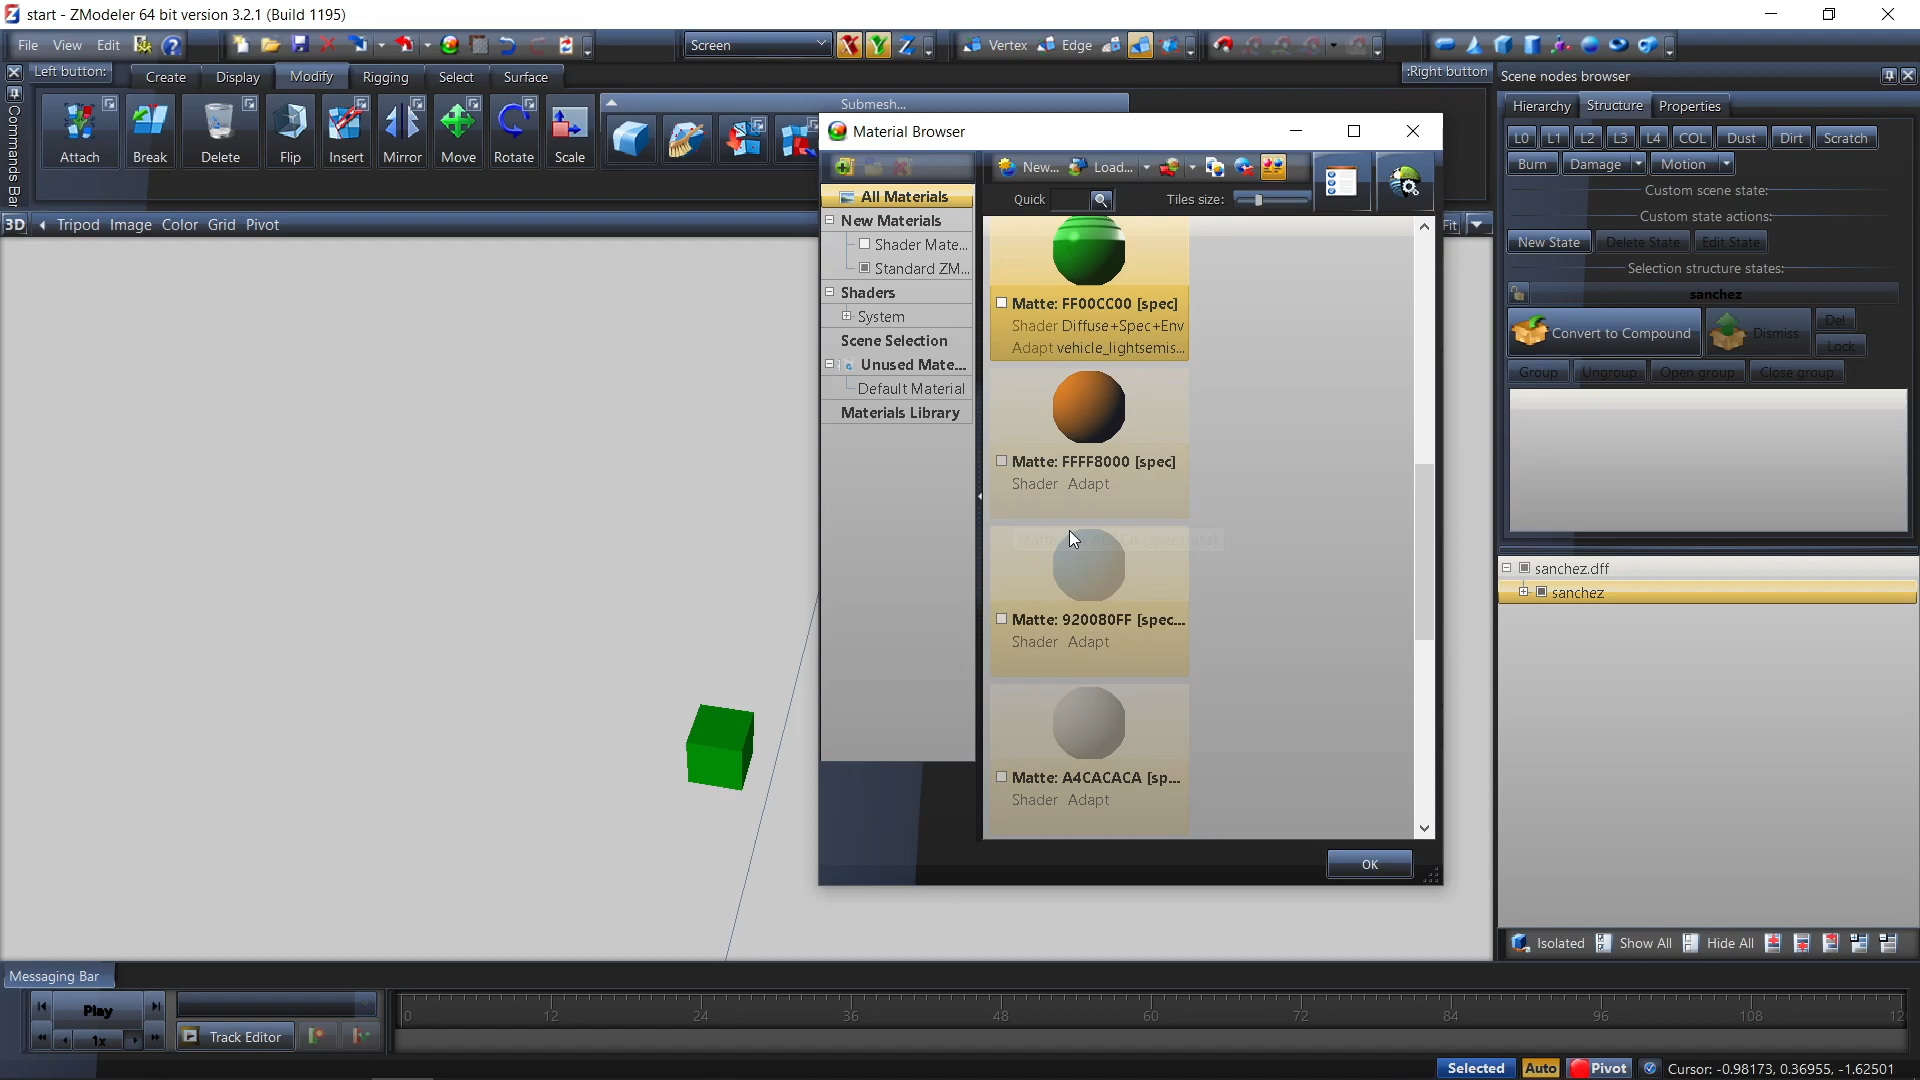 start - ZModeler 64 bit version 3.2.1 (Build 1195)
File View Edit Screen X Y Z Vertex Edge
Left button: Create Display Modify Rigging Select Surface :Right button
Commands Bar
Submesh...
Attach Break Delete Flip Insert Mirror Move Rotate Scale
3D Tripod Image Color Grid Pivot Fit
Material Browser
New... Load...
Quick Tiles size:
All Materials
New Materials
Shader Mate...
Standard ZM...
Shaders
System
Scene Selection
Unused Mate...
Default Material
Materials Library
Matte: FF00CC00 [spec]
Shader Diffuse+Spec+Env
Adapt vehicle_lightsemis...
Matte: FFFF8000 [spec]
Shader Adapt
Matte: 920080FF [spec...
Shader Adapt
Matte: A4CACACA [sp...
Shader Adapt
OK
Scene nodes browser
Hierarchy Structure Properties
L0 L1 L2 L3 L4 COL Dust Dirt Scratch
Burn Damage Motion
Custom scene state:
Custom state actions:
New State Delete State Edit State
Selection structure states:
sanchez
Convert to Compound Dismiss Del
Lock
Group Ungroup Open group Close group
sanchez.dff
sanchez
Isolated Show All Hide All
Messaging Bar
Play
1x
Track Editor
0 12 24 36 48 60 72 84 96 108 12
Selected Auto Pivot Cursor: -0.98173, 0.36955, -1.62501